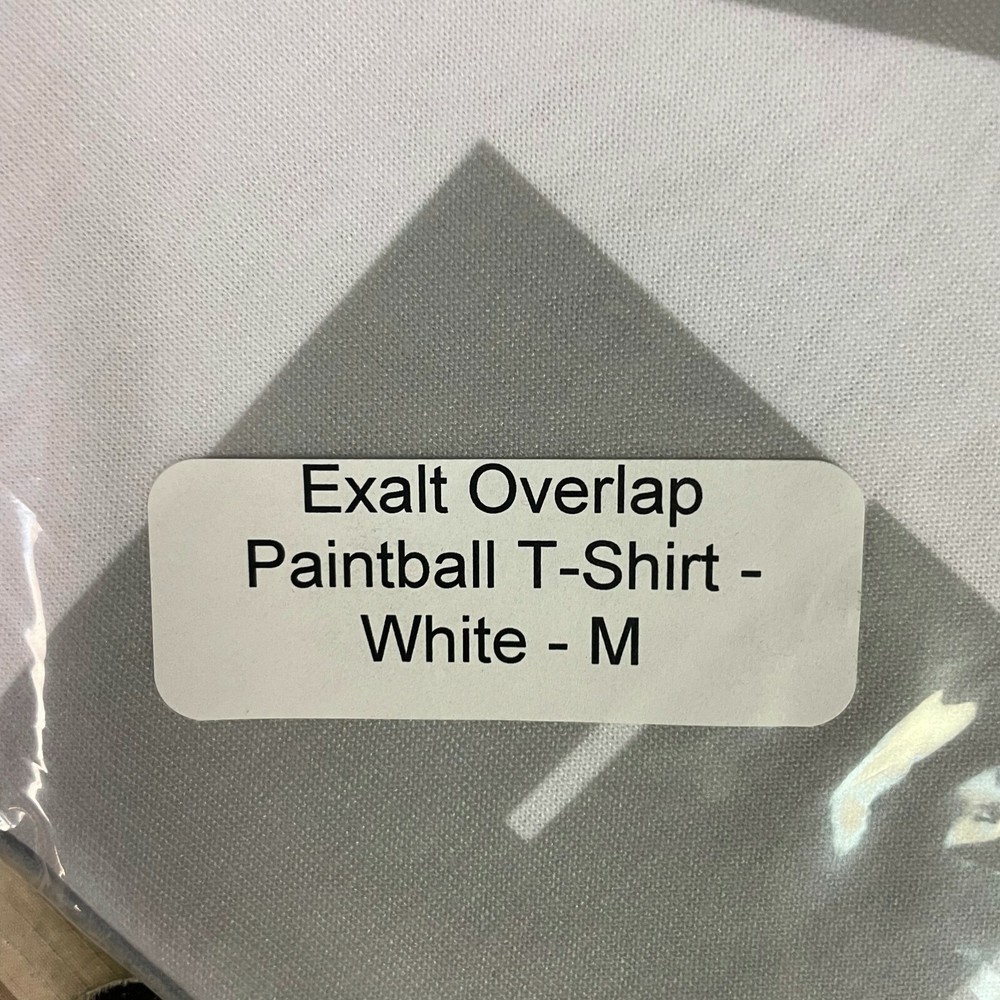 Exalt Overlap
Paintball T-Shirt -
White - M